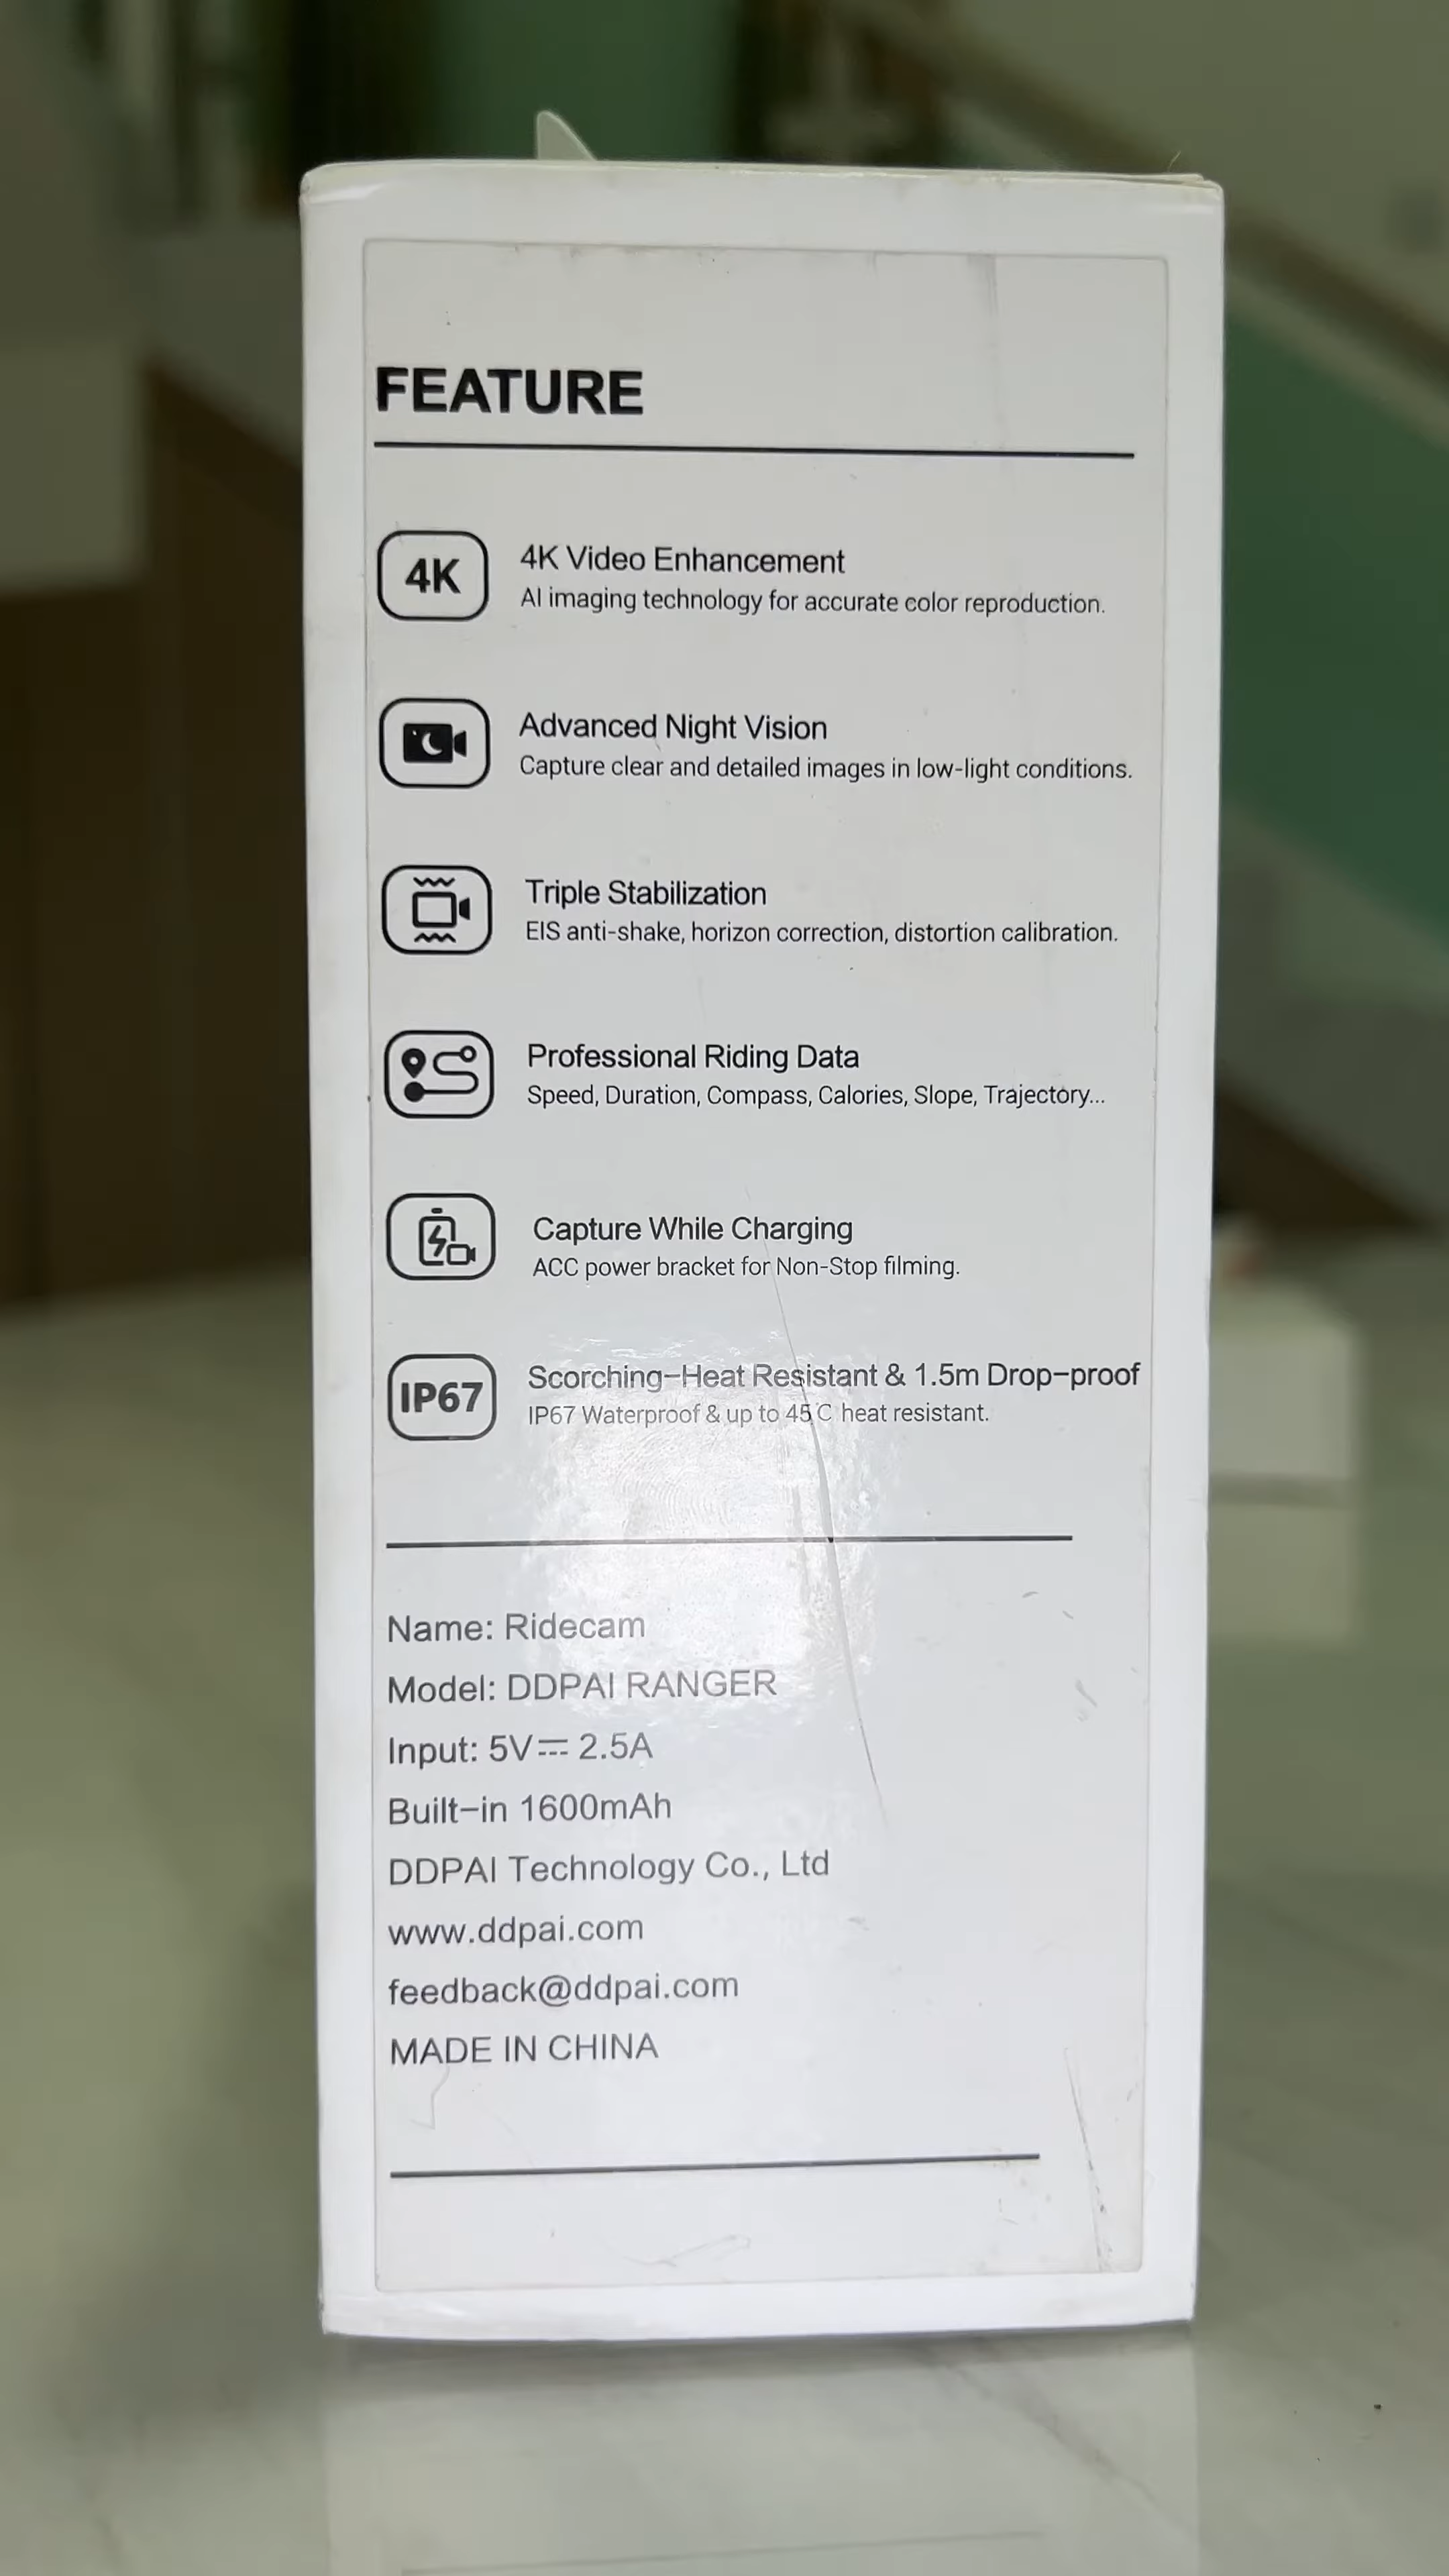 FEATURE
4K
4K Video Enhancement
AI imaging technology for accurate color reproduction.
Advanced Night Vision
Capture clear and detailed images in low-light conditions.
Triple Stabilization
EIS anti-shake, horizon correction, distortion calibration.
Professional Riding Data
Speed, Duration, Compass, Calories, Slope, Trajectory...
Capture While Charging
ACC power bracket for Non-Stop filming.
IP67
Scorching-Heat Resistant & 1.5m Drop-proof
IP67 Waterproof & up to 45°C heat resistant.
Name: Ridecam
Model: DDPAI RANGER
Input: 5V⎓ 2.5A
Built-in 1600mAh
DDPAI Technology Co., Ltd
www.ddpai.com
feedback@ddpai.com
MADE IN CHINA